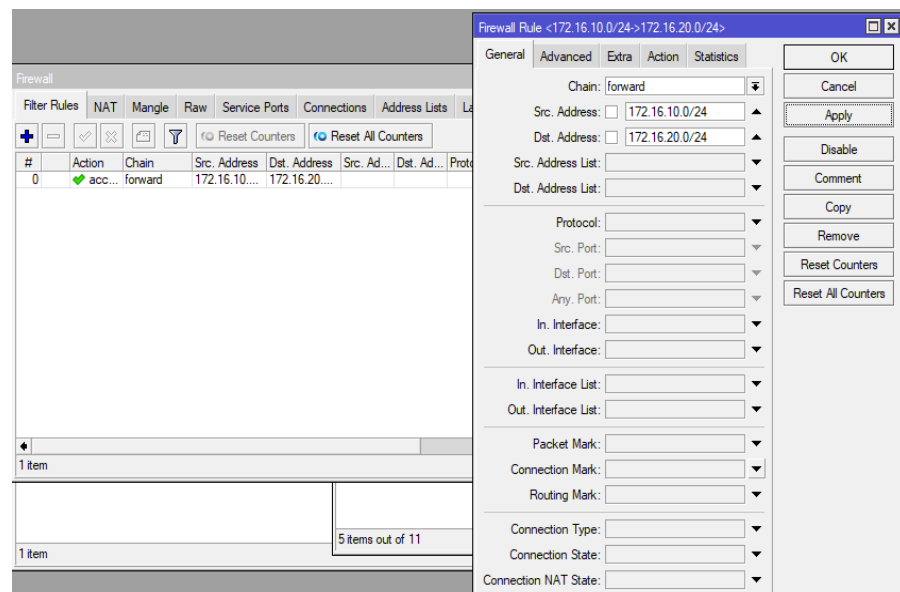 Firewall Rule <172.16.10.0/24->172.16.20.0/24>
General Advanced Extra Action Statistics
Chain: forward
Src. Address: 172.16.10.0/24
Dst. Address: 172.16.20.0/24
Src. Address List:
Dst. Address List:
Protocol:
Src. Port:
Dst. Port:
Any. Port:
In. Interface:
Out. Interface:
In. Interface List:
Out. Interface List:
Packet Mark:
Connection Mark:
Routing Mark:
Connection Type:
Connection State:
Connection NAT State:
OK
Cancel
Apply
Disable
Comment
Copy
Remove
Reset Counters
Reset All Counters
Firewall
Filter Rules NAT Mangle Raw Service Ports Connections Address Lists La
Reset Counters Reset All Counters
# Action Chain Src. Address Dst. Address Src. Ad... Dst. Ad... Proto
0 acc... forward 172.16.10.... 172.16.20....
1 item
5 items out of 11
1 item